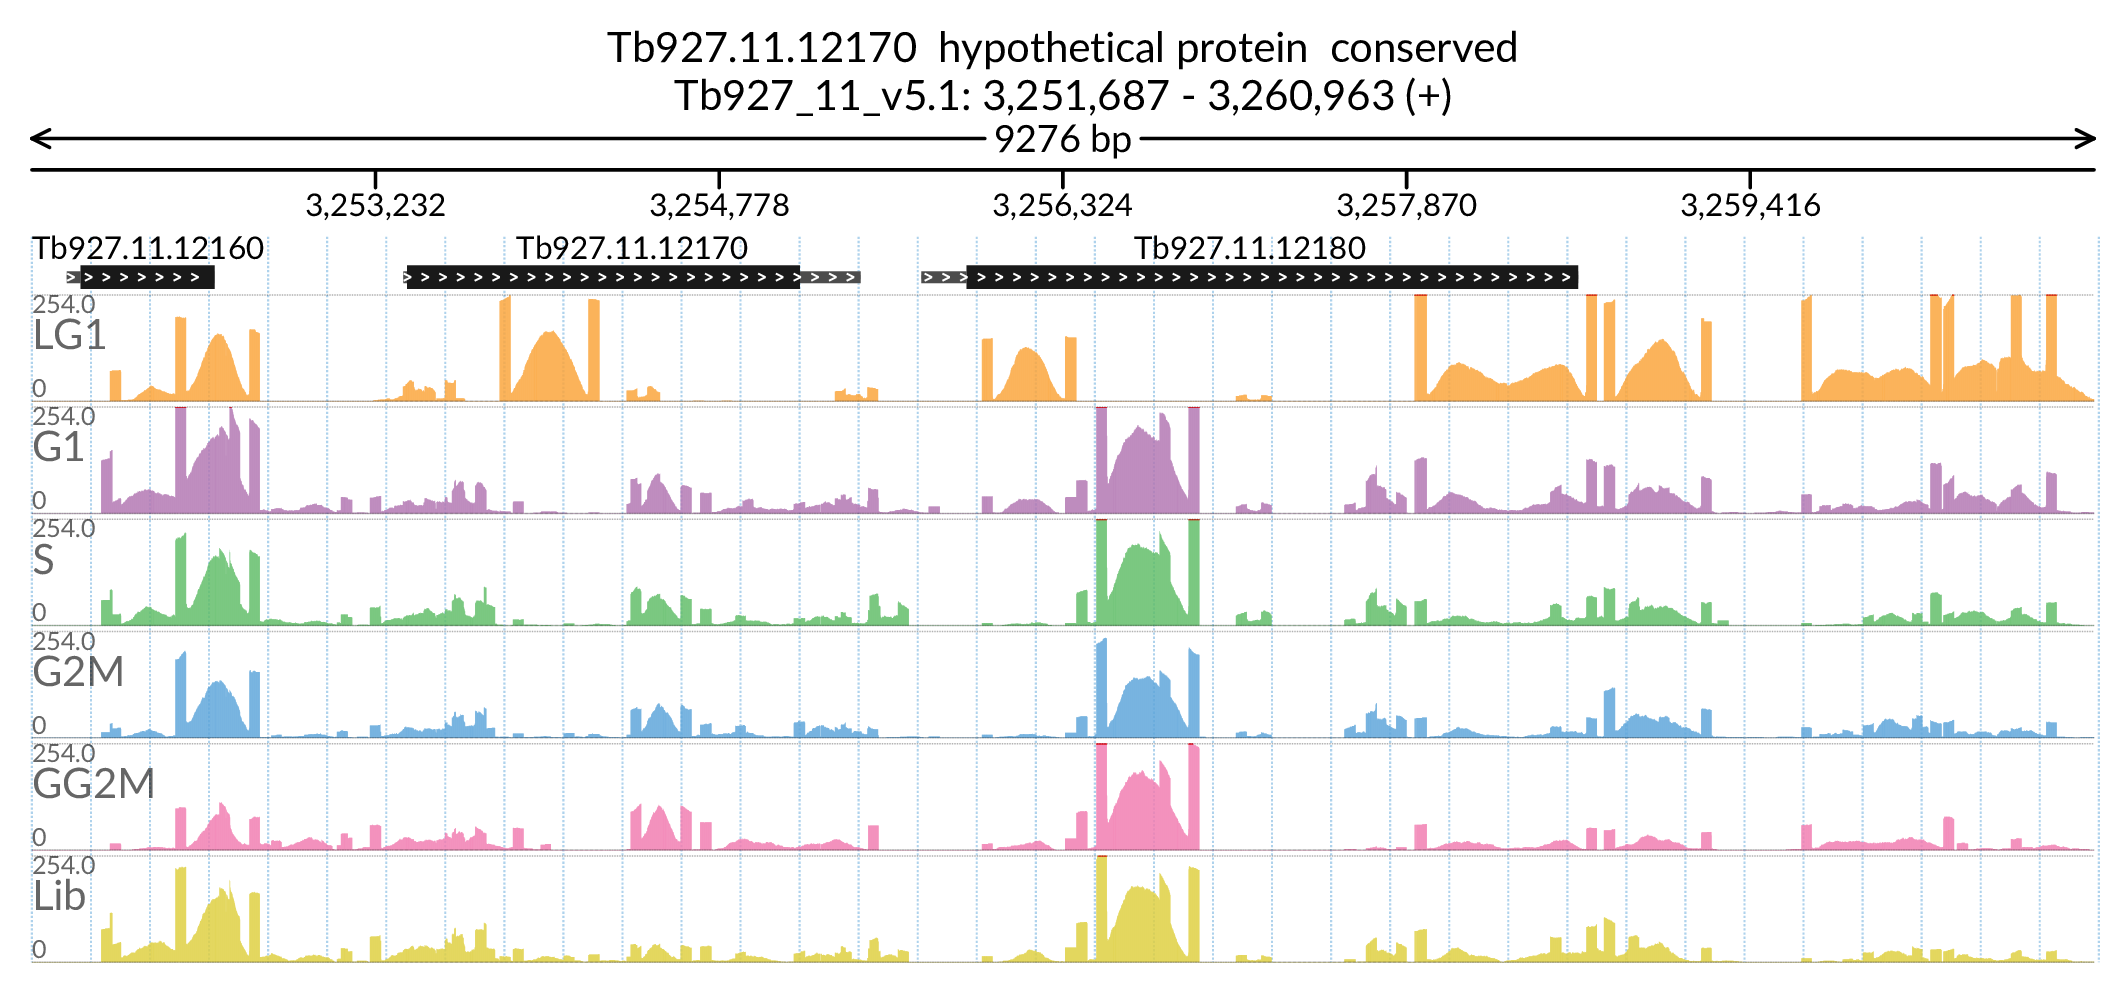 Tb927.11.12170 hypothetical protein conserved
Tb927_11_v5.1: 3,251,687 - 3,260,963 (+)
9276 bp
3,253,232 3,254,778 3,256,324 3,257,870 3,259,416
Tb927.11.12160 Tb927.11.12170 Tb927.11.12180
254.0
LG1
0
254.0
G1
0
254.0
S
0
254.0
G2M
0
254.0
GG2M
0
254.0
Lib
0